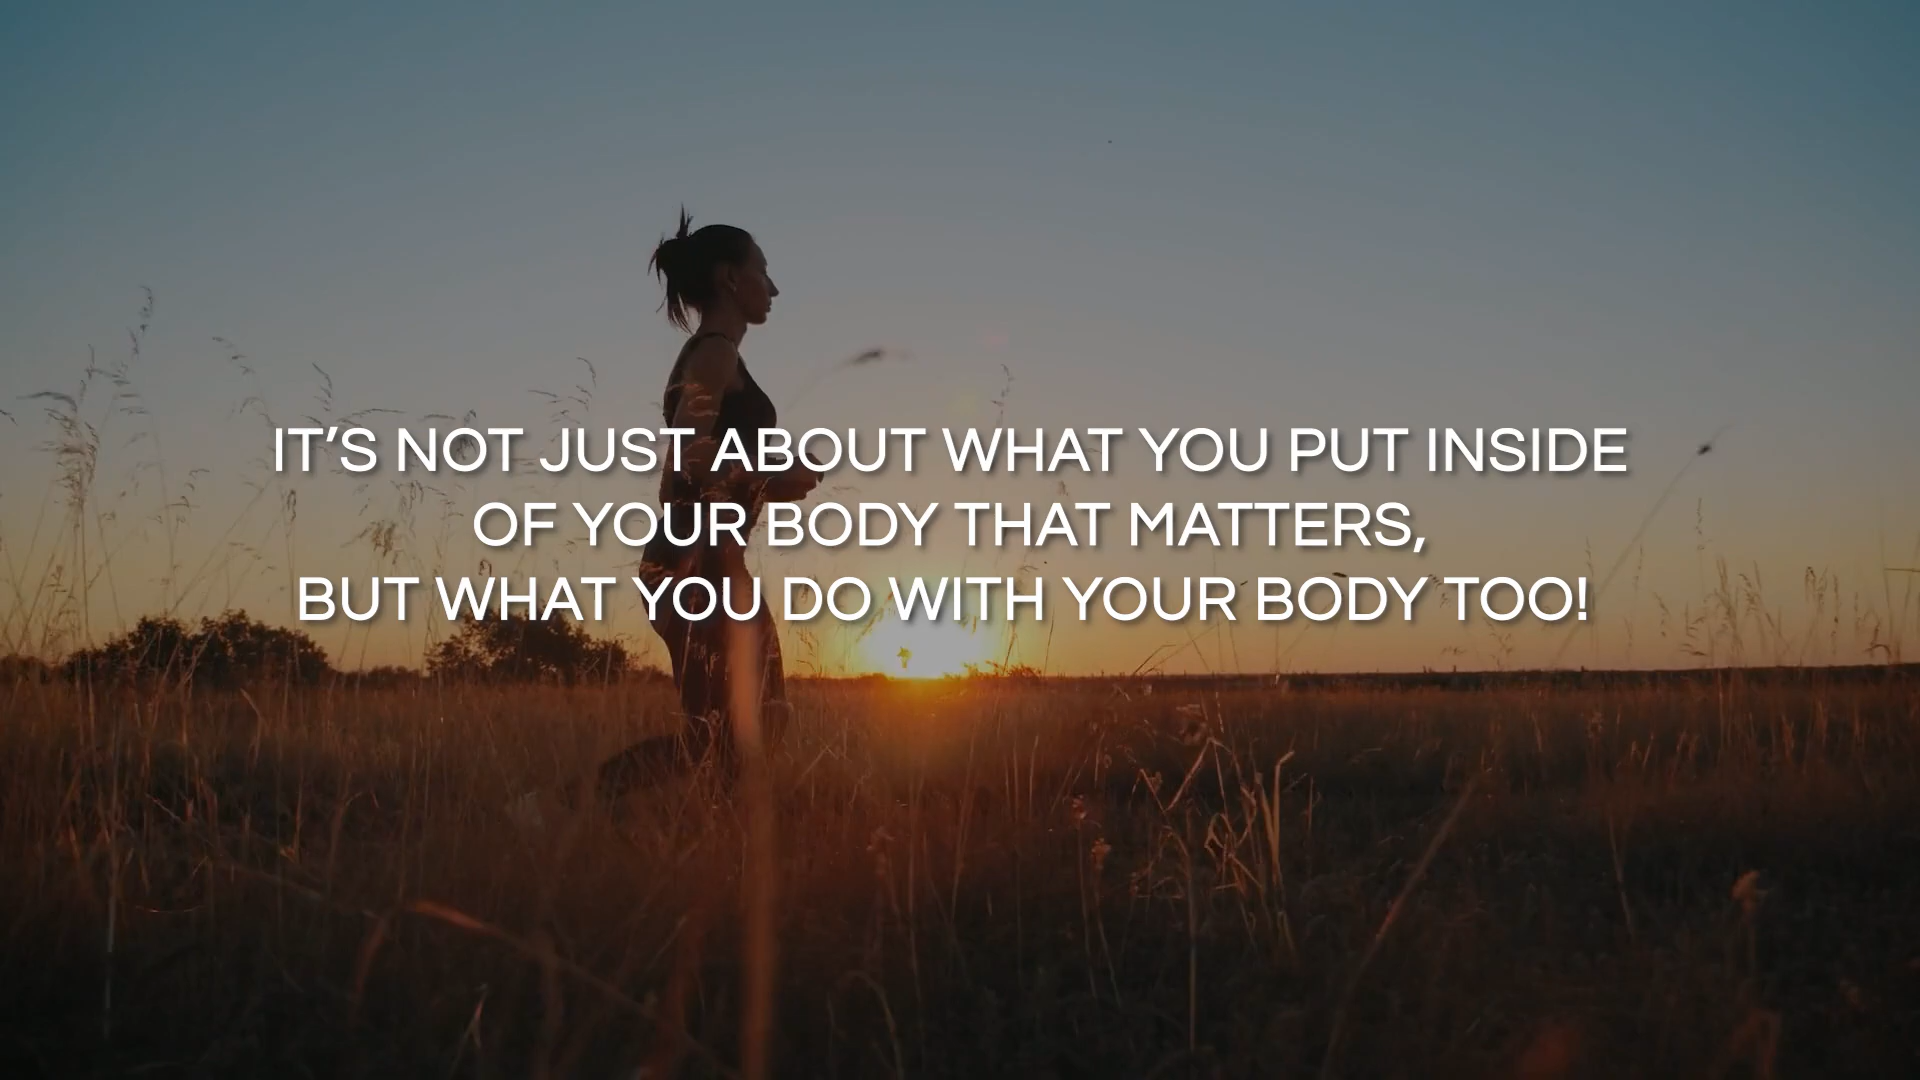 IT’S NOT JUST ABOUT WHAT YOU PUT INSIDE
OF YOUR BODY THAT MATTERS,
BUT WHAT YOU DO WITH YOUR BODY TOO!